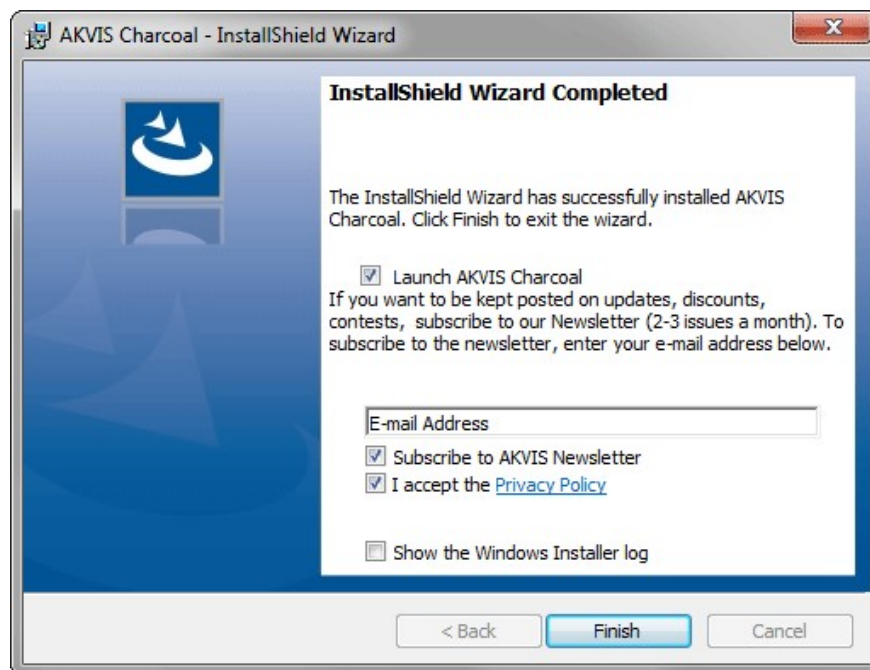 AKVIS Charcoal - InstallShield Wizard
InstallShield Wizard Completed
The InstallShield Wizard has successfully installed AKVIS
Charcoal. Click Finish to exit the wizard.
Launch AKVIS Charcoal
If you want to be kept posted on updates, discounts,
contests,  subscribe to our Newsletter (2-3 issues a month). To
subscribe to the newsletter, enter your e-mail address below.
E-mail Address
Subscribe to AKVIS Newsletter
I accept the Privacy Policy
Show the Windows Installer log
< Back
Finish
Cancel